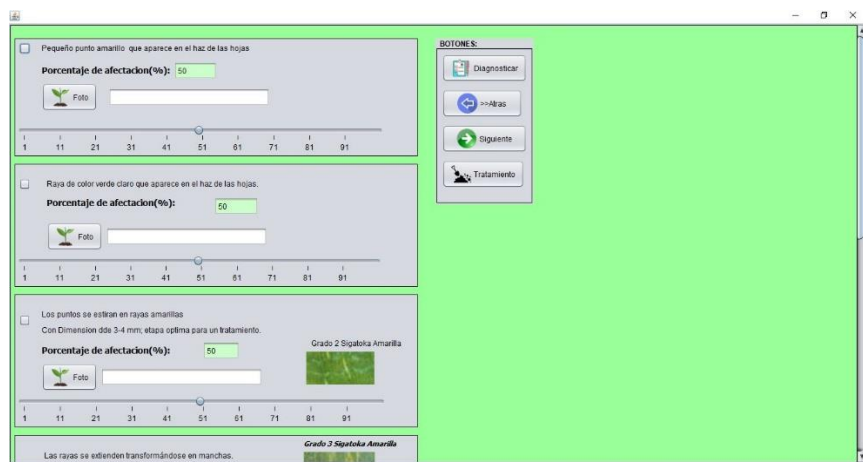 Pequeño punto amarillo que aparece en el haz de las hojas
Porcentaje de afectacion(%): 50
Foto
1 11 21 31 41 51 61 71 81 91
Raya de color verde claro que aparece en el haz de las hojas.
Porcentaje de afectacion(%): 50
Foto
1 11 21 31 41 51 61 71 81 91
Los puntos se estiran en rayas amarillas
Con Dimension dde 3-4 mm; etapa optima para un tratamiento.
Porcentaje de afectacion(%): 50
Grado 2 Sigatoka Amarilla
Foto
1 11 21 31 41 51 61 71 81 91
Grado 3 Sigatoka Amarilla
Las rayas se extienden transformándose en manchas.
BOTONES:
Diagnosticar
>>Atras
Siguiente
Tratamiento